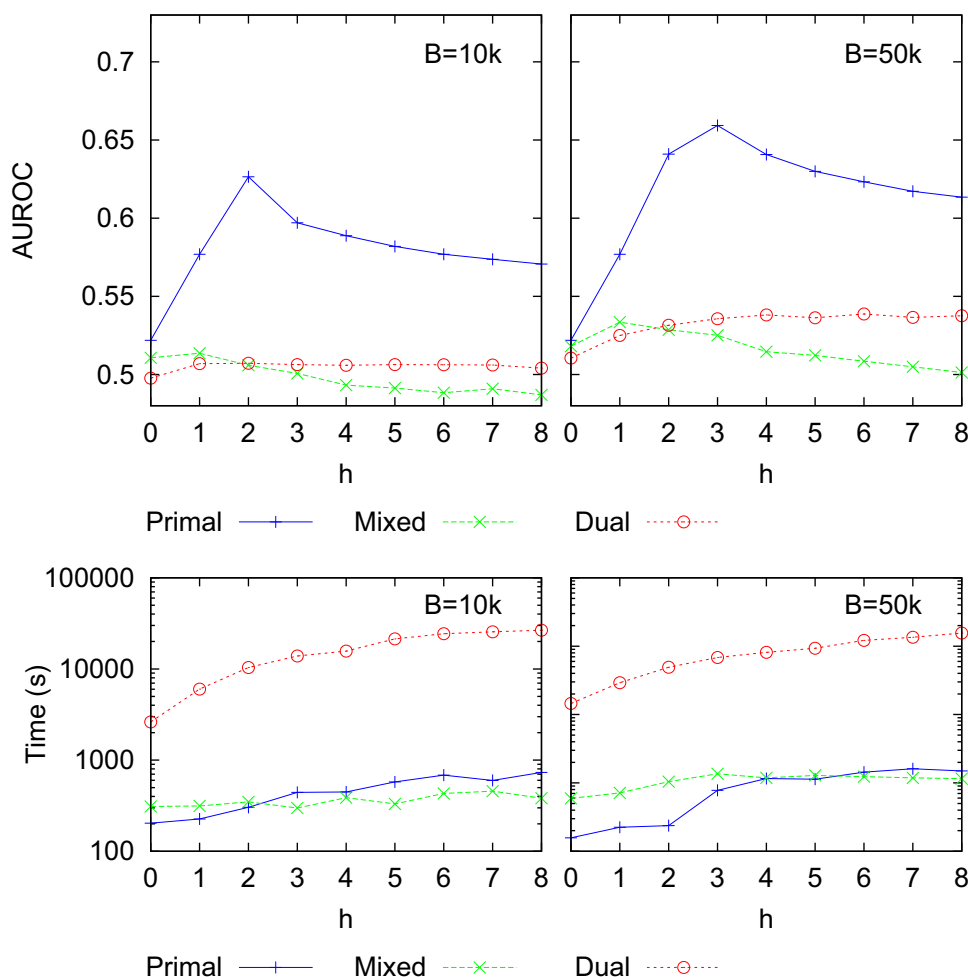 B=10k B=50k
0.7
0.65
0.6
0.55
0.5
AUROC
0 1 2 3 4 5 6 7 8 0 1 2 3 4 5 6 7 8
h h
Primal Mixed Dual
100000
10000
1000
100
Time (s)
B=10k B=50k
0 1 2 3 4 5 6 7 8 0 1 2 3 4 5 6 7 8
h h
Primal Mixed Dual